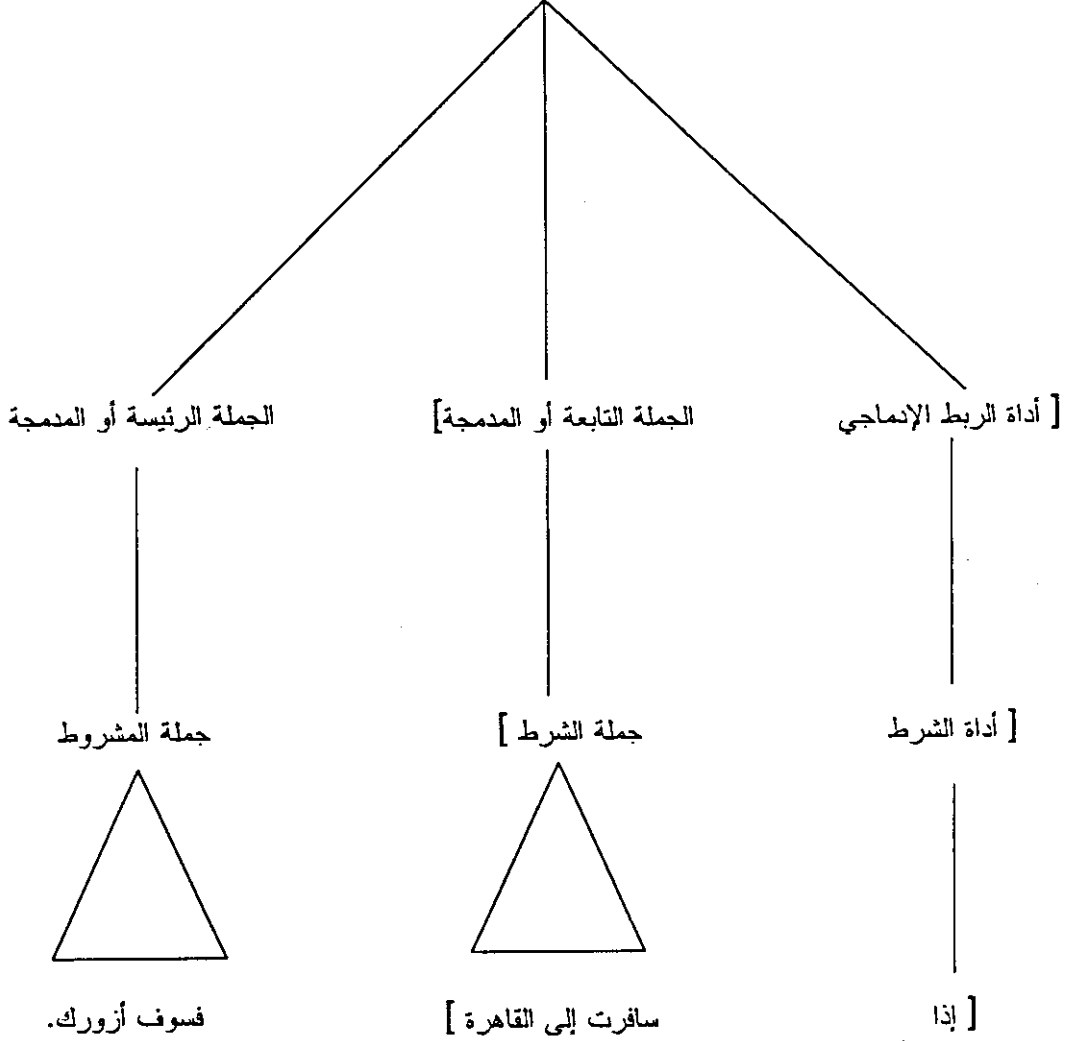 [ أداة الربط الإدماجي الجملة التابعة أو المدمجة] الجملة الرئيسة أو المدمجة
[ أداة الشرط جملة الشرط ] جملة المشروط
[ إذا سافرت إلى القاهرة ] فسوف أزورك.